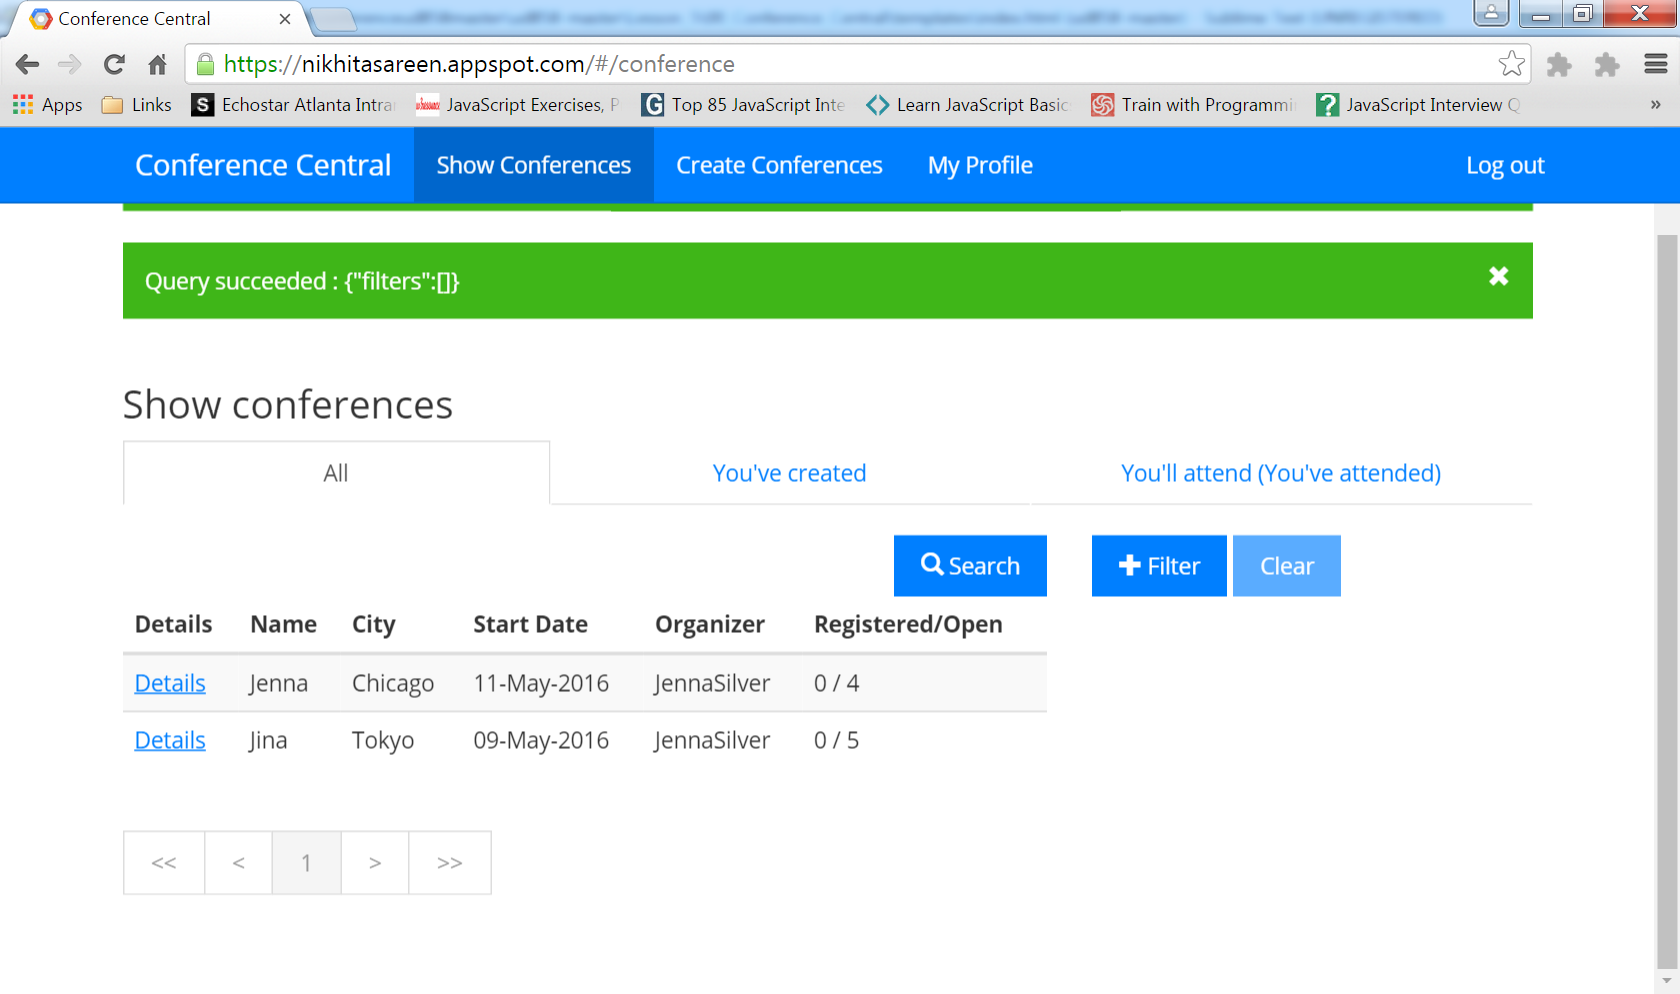 Conference Central
https://nikhitasareen.appspot.com/#/conference
Apps Links Echostar Atlanta Intra JavaScript Exercises, P Top 85 JavaScript Inte Learn JavaScript Basic Train with Programmi JavaScript Interview Q »
Conference Central Show Conferences Create Conferences My Profile Log out
Query succeeded : {"filters":[]}
Show conferences
All You've created You'll attend (You've attended)
Search Filter Clear
Details Name City Start Date Organizer Registered/Open
Details Jenna Chicago 11-May-2016 JennaSilver 0 / 4
Details Jina Tokyo 09-May-2016 JennaSilver 0 / 5
<< < 1 > >>